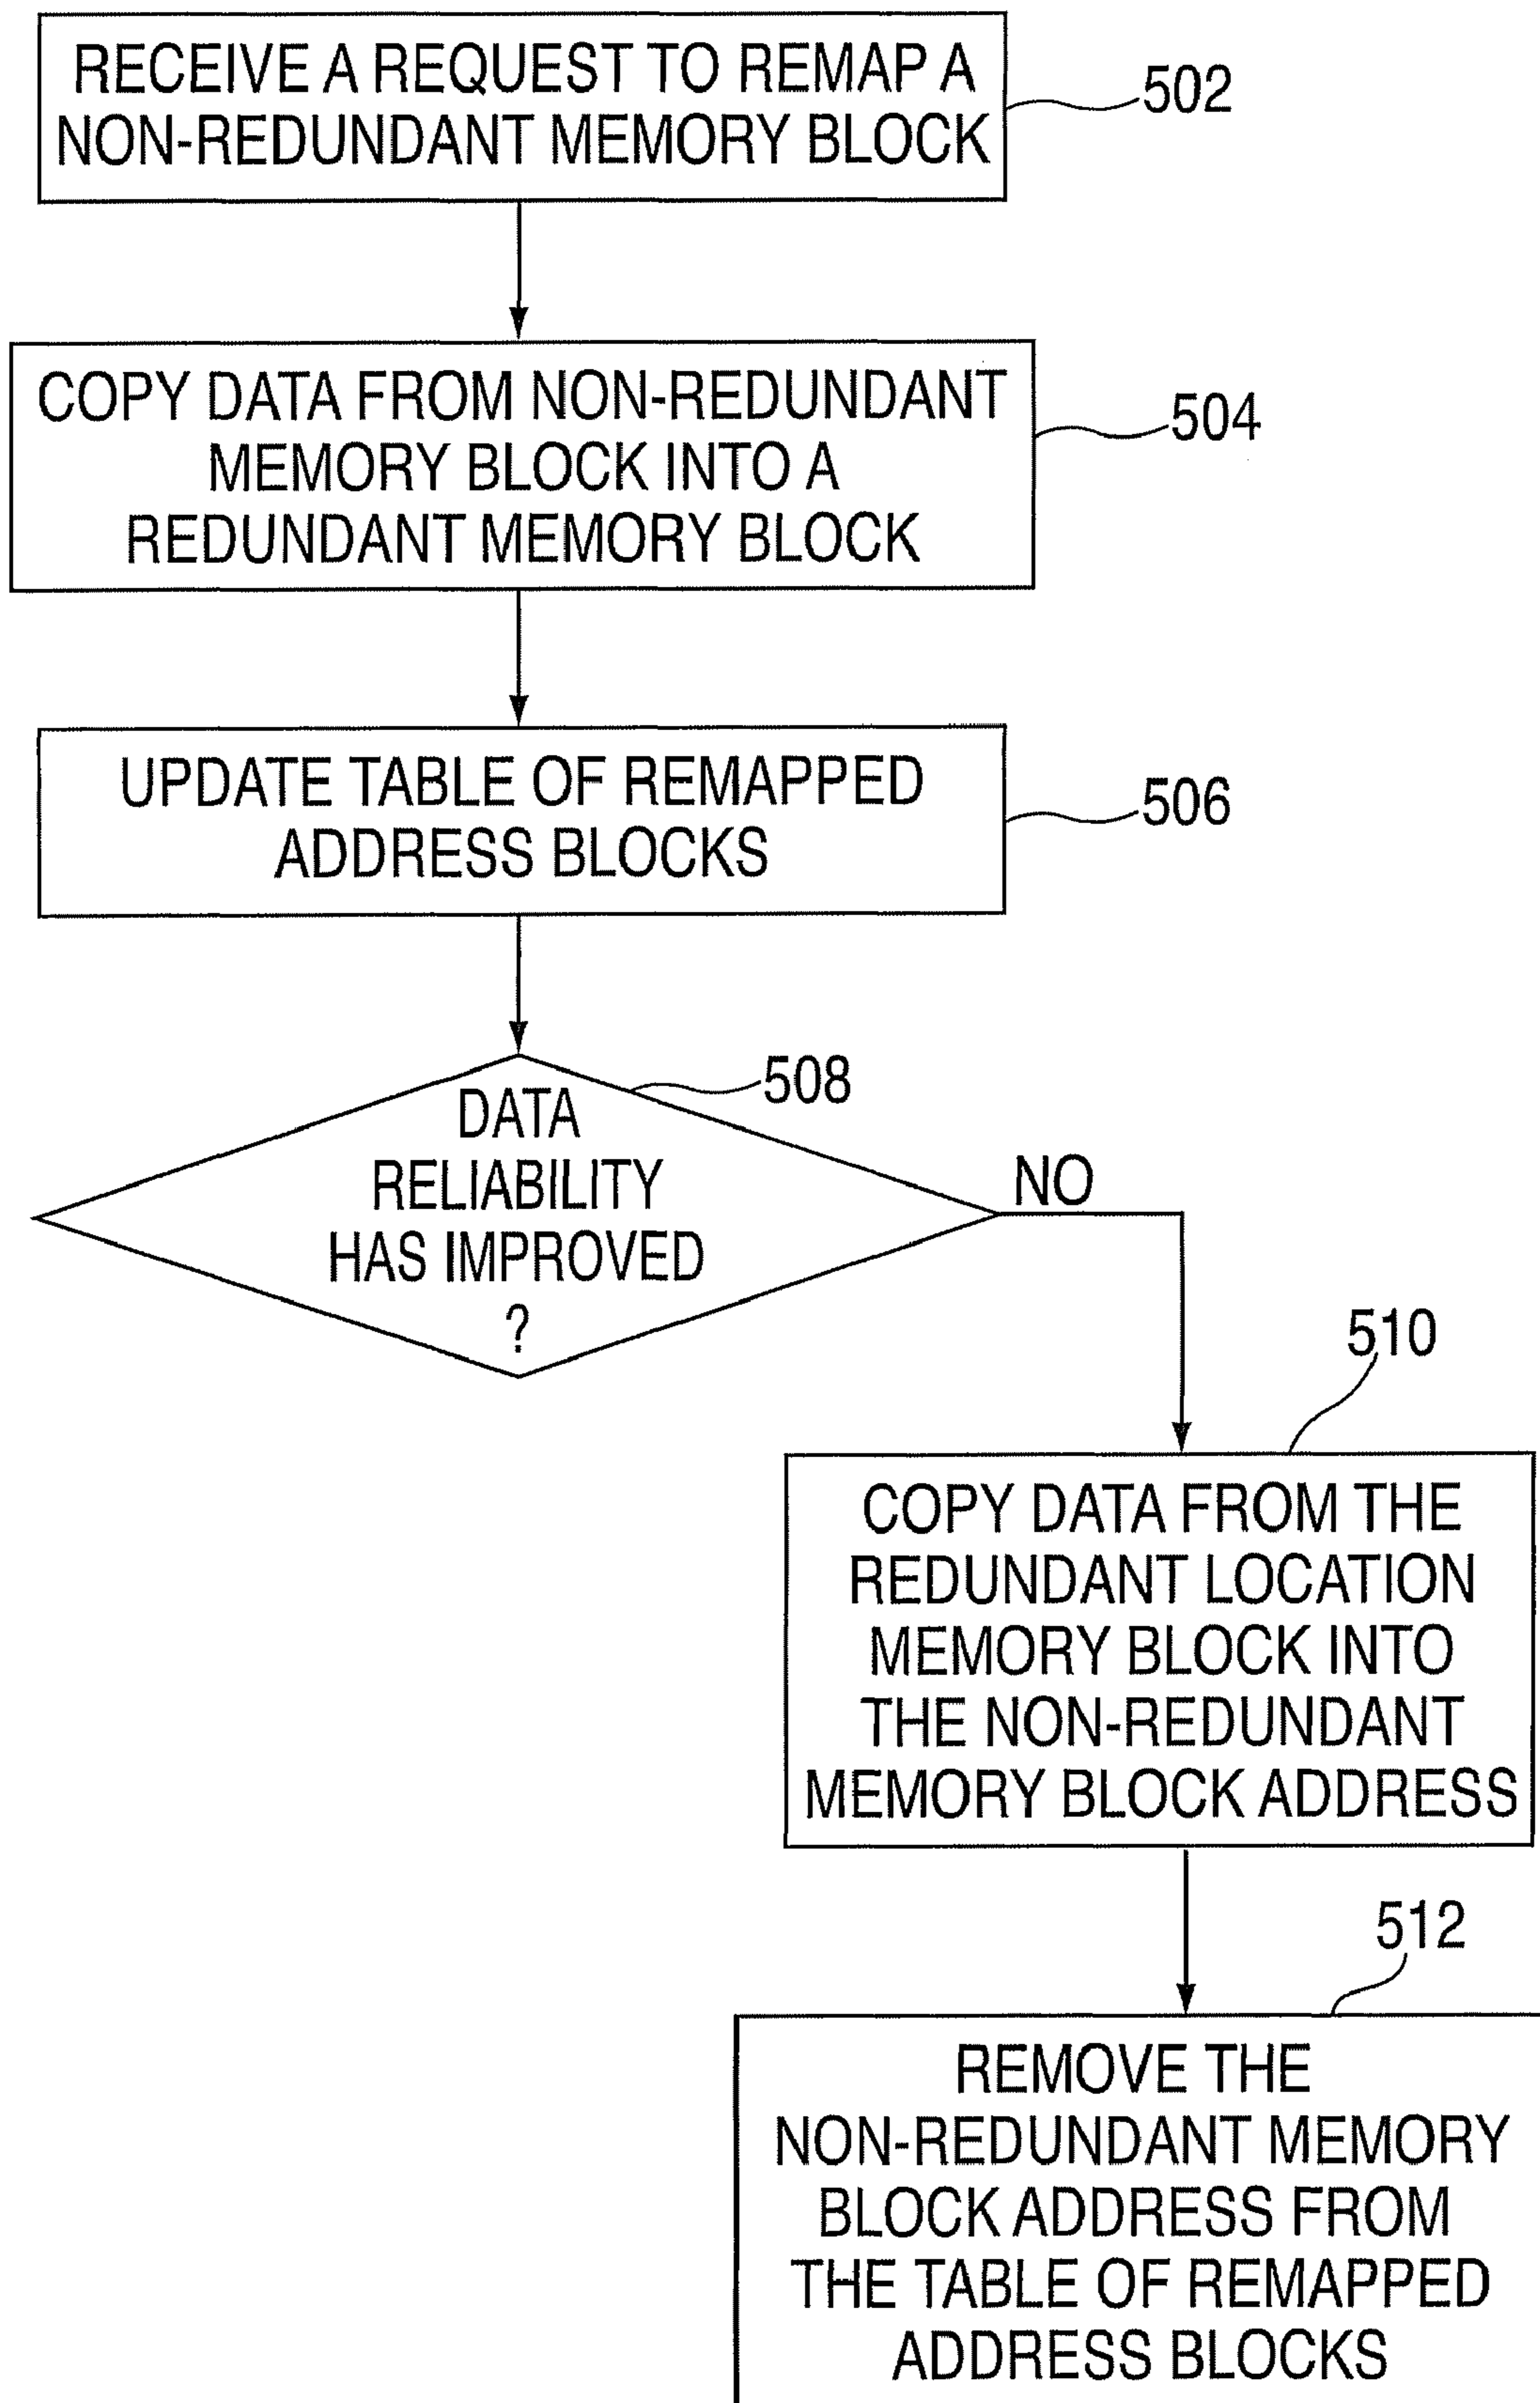 RECEIVE A REQUEST TO REMAP A
NON-REDUNDANT MEMORY BLOCK
502
COPY DATA FROM NON-REDUNDANT
MEMORY BLOCK INTO A
REDUNDANT MEMORY BLOCK
504
UPDATE TABLE OF REMAPPED
ADDRESS BLOCKS
506
508
DATA
RELIABILITY
HAS IMPROVED
?
NO
510
COPY DATA FROM THE
REDUNDANT LOCATION
MEMORY BLOCK INTO
THE NON-REDUNDANT
MEMORY BLOCK ADDRESS
512
REMOVE THE
NON-REDUNDANT MEMORY
BLOCK ADDRESS FROM
THE TABLE OF REMAPPED
ADDRESS BLOCKS